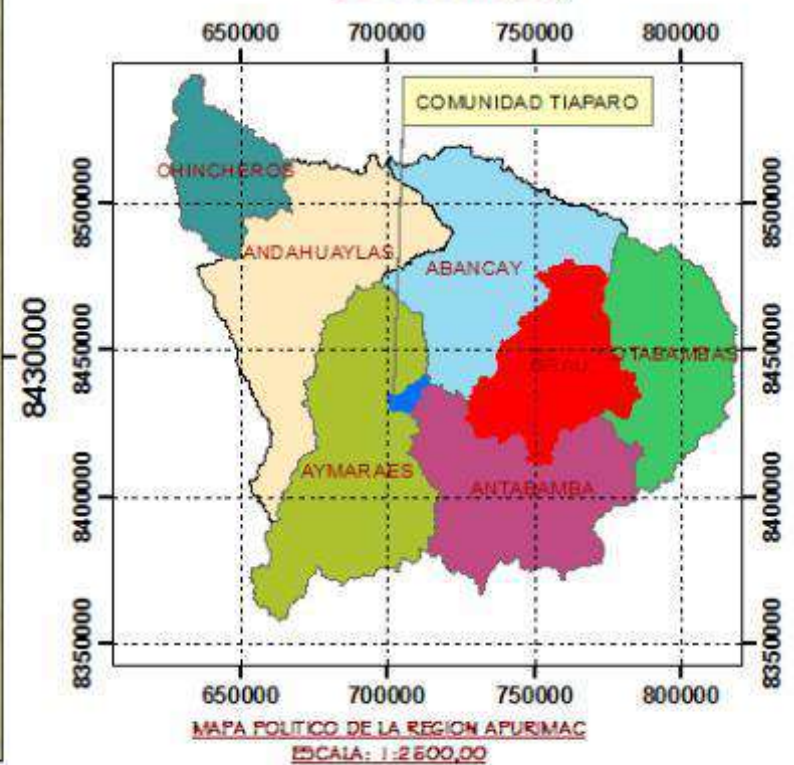 650000 700000 750000 800000
COMUNIDAD TIAPARO
CHINCHEROS
8500000 8500000
ANDAHUAYLAS
ABANCAY
8430000
8450000 8450000
OTABAMBAS
AYMARAES
ANTABAMBA
8400000 8400000
8350000 8350000
650000 700000 750000 800000
MAPA POLITICO DE LA REGION APURIMAC
ESCALA: 1:2500,00